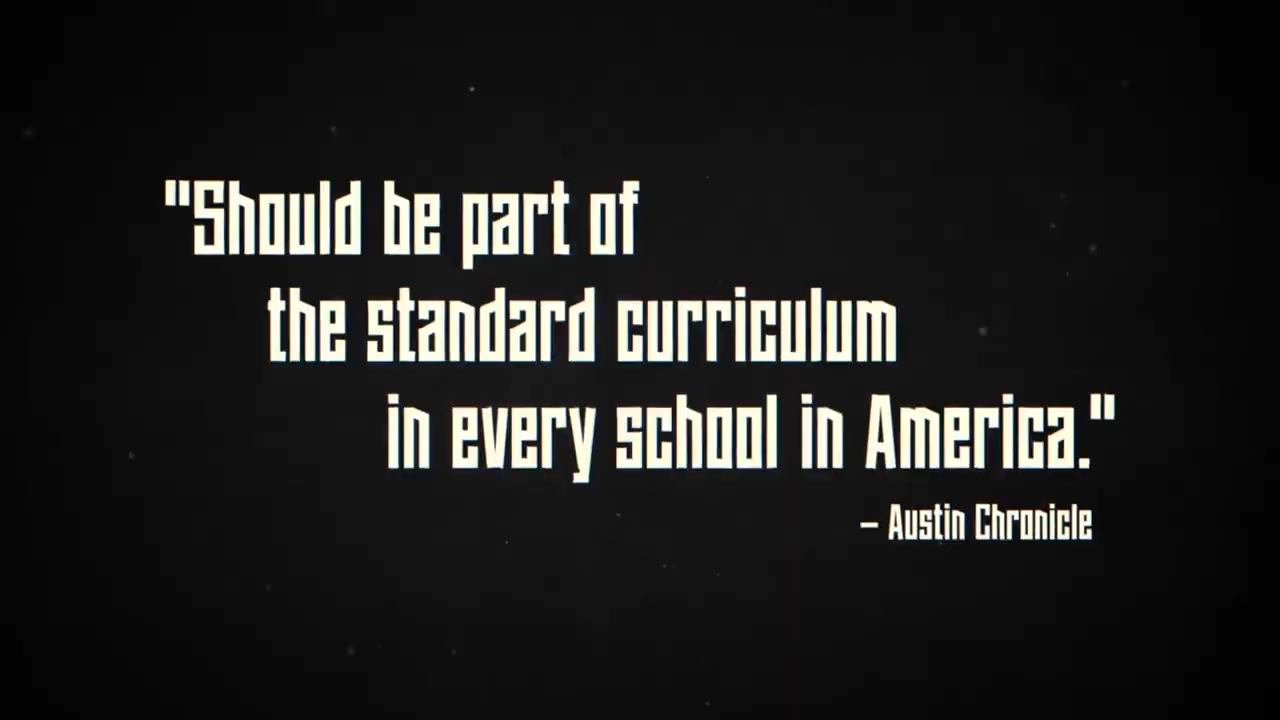 "Should be part of
the standard curriculum
in every school in America."
– Austin Chronicle